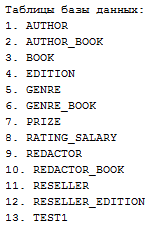 Таблицы базы данных:
1. AUTHOR
2. AUTHOR_BOOK
3. BOOK
4. EDITION
5. GENRE
6. GENRE_BOOK
7. PRIZE
8. RATING_SALARY
9. REDACTOR
10. REDACTOR_BOOK
11. RESELLER
12. RESELLER_EDITION
13. TEST1